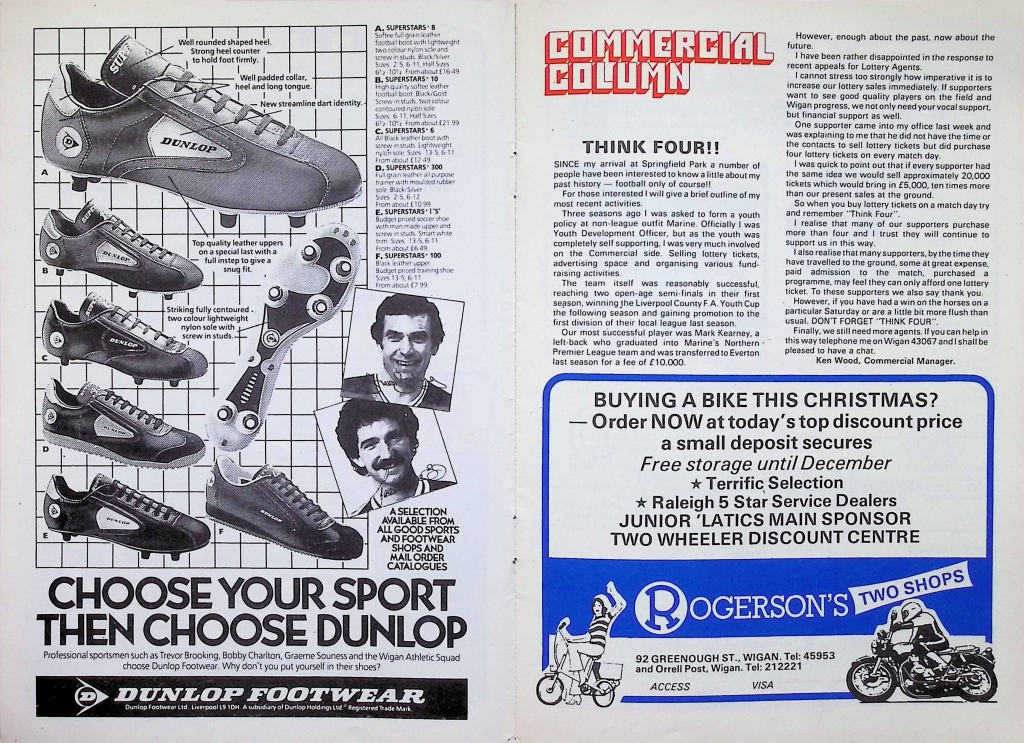 Well rounded shaped heel.
Strong heel counter
to hold foot firmly.
Well padded collar,
heel and long tongue.
New streamline dart identity.
DUNLOP
A
Top quality leather uppers
on a special last with a
full instep to give a
snug fit.
B
Striking fully contoured
two colour lightweight
nylon sole with
screw in studs.
C
DUNLOP
D
DUNLOP
E
DUNLOP
F
DUNLOP
A. SUPERSTARS· 8
Softee full grain leather
football boot with lightweight
two colour nylon sole and
screw in studs. Black/Silver.
Sizes 2-5, 6-11, Half Sizes
6½-10½. From about £16.49
B. SUPERSTARS· 10
High quality softee leather
football boot. Black/Gold
Screw in studs, two colour
contoured nylon sole
Sizes 6-11, Half Sizes
6½-10½. From about £21.99
C. SUPERSTARS· 6
All Black leather boot with
screw in studs. Lightweight
nylon sole. Sizes 13-5, 6-11
From about £12.49
D. SUPERSTARS· 300
Full grain leather all purpose
trainer with moulded rubber
sole. Black/Silver
Sizes 2-5, 6-12
From about £10.99
E. SUPERSTARS· 1'S'
Budget priced soccer shoe
with man made upper and
screw in studs. Smart white
trim. Sizes 13-5, 6-11
From about £6.49
F. SUPERSTARS· 100
Black leather upper
Budget priced training shoe
Sizes 13-5, 6-11
From about £7.99
A SELECTION
AVAILABLE FROM
ALL GOOD SPORTS
AND FOOTWEAR
SHOPS AND
MAIL ORDER
CATALOGUES
CHOOSE YOUR SPORT
THEN CHOOSE DUNLOP
Professional sportsmen such as Trevor Brooking, Bobby Charlton, Graeme Souness and the Wigan Athletic Squad
choose Dunlop Footwear. Why don't you put yourself in their shoes?
DUNLOP FOOTWEAR
Dunlop Footwear Ltd. Liverpool L9 1DH. A subsidiary of Dunlop Holdings Ltd.® Registered Trade Mark.
COMMERCIAL
COLUMN
THINK FOUR!!
SINCE my arrival at Springfield Park a number of
people have been interested to know a little about my
past history — football only of course!!
For those interested I will give a brief outline of my
most recent activities.
Three seasons ago I was asked to form a youth
policy at non-league outfit Marine. Officially I was
Youth Development Officer, but as the youth was
completely self supporting, I was very much involved
on the Commercial side. Selling lottery tickets,
advertising space and organising various fund-
raising activities.
The team itself was reasonably successful,
reaching two open-age semi-finals in their first
season, winning the Liverpool County F.A. Youth Cup
the following season and gaining promotion to the
first division of their local league last season.
Our most successful player was Mark Kearney, a
left-back who graduated into Marine's Northern
Premier League team and was transferred to Everton
last season for a fee of £10,000.
However, enough about the past, now about the
future.
I have been rather disappointed in the response to
recent appeals for Lottery Agents.
I cannot stress too strongly how imperative it is to
increase our lottery sales immediately. If supporters
want to see good quality players on the field and
Wigan progress, we not only need your vocal support,
but financial support as well.
One supporter came into my office last week and
was explaining to me that he did not have the time or
the contacts to sell lottery tickets but did purchase
four lottery tickets on every match day.
I was quick to point out that if every supporter had
the same idea we would sell approximately 20,000
tickets which would bring in £5,000, ten times more
than our present sales at the ground.
So when you buy lottery tickets on a match day try
and remember "Think Four".
I realise that many of our supporters purchase
more than four and I trust they will continue to
support us in this way.
I also realise that many supporters, by the time they
have travelled to the ground, some at great expense,
paid admission to the match, purchased a
programme, may feel they can only afford one lottery
ticket. To these supporters we also say thank you.
However, if you have had a win on the horses on a
particular Saturday or are a little bit more flush than
usual. DON'T FORGET "THINK FOUR".
Finally, we still need more agents. If you can help in
this way telephone me on Wigan 43067 and I shall be
pleased to have a chat.
Ken Wood, Commercial Manager.
BUYING A BIKE THIS CHRISTMAS?
— Order NOW at today's top discount price
a small deposit secures
Free storage until December
★ Terrific Selection
★ Raleigh 5 Star Service Dealers
JUNIOR 'LATICS MAIN SPONSOR
TWO WHEELER DISCOUNT CENTRE
ROGERSON'S
TWO SHOPS
92 GREENOUGH ST., WIGAN. Tel: 45953
and Orrell Post, Wigan. Tel: 212221
ACCESS VISA